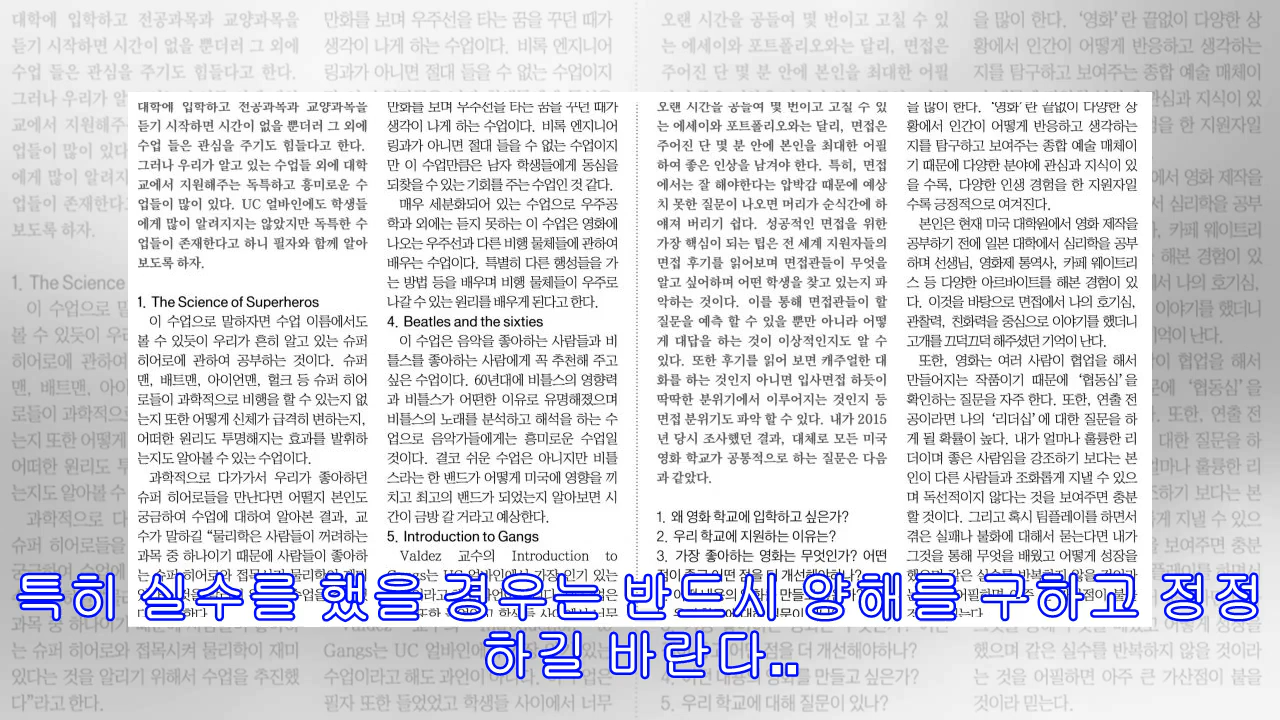 대학에 입학하고 전공과목과 교양과목을
듣기 시작하면 시간이 없을 뿐더러 그 외에
수업 들은 관심을 주기도 힘들다고 한다.
그러나 우리가 알고 있는 수업들 외에 대학
교에서 지원해주는 독특하고 흥미로운 수
업들이 많이 있다. UC 얼바인에도 학생들
에게 많이 알려지지는 않았지만 독특한 수
업들이 존재한다고 하니 필자와 함께 알아
보도록 하자.
1. The Science of Superheros
이 수업으로 말하자면 수업 이름에서도
볼 수 있듯이 우리가 흔히 알고 있는 슈퍼
히어로에 관하여 공부하는 것이다. 슈퍼
맨, 배트맨, 아이언맨, 헐크 등 슈퍼 히어
로들이 과학적으로 비행을 할 수 있는지 없
는지 또한 어떻게 신체가 급격히 변하는지,
어떠한 원리도 투명해지는 효과를 발휘하
는지도 알아볼 수 있는 수업이다.
과학적으로 다가가서 우리가 좋아하던
슈퍼 히어로들을 만난다면 어떨지 본인도
궁금하여 수업에 대하여 알아본 결과, 교
수가 말하길 “물리학은 사람들이 꺼려하는
과목 중 하나이기 때문에 사람들이 좋아하
는 슈퍼 히어로와 접목시켜 물리학이 재미
만화를 보며 우주선을 타는 꿈을 꾸던 때가
생각이 나게 하는 수업이다. 비록 엔지니어
링과가 아니면 절대 들을 수 없는 수업이지
만 이 수업만큼은 남자 학생들에게 동심을
되찾을 수 있는 기회를 주는 수업인 것 같다.
매우 세분화되어 있는 수업으로 우주공
학과 외에는 듣지 못하는 이 수업은 영화에
나오는 우주선과 다른 비행 물체들에 관하여
배우는 수업이다. 특별히 다른 행성들을 가
는 방법 등을 배우며 비행 물체가 우주로
나갈 수 있는 원리를 배우게 된다고 한다.
4. Beatles and the sixties
이 수업은 음악을 좋아하는 사람들과 비
틀스를 좋아하는 사람에게 꼭 추천해 주고
싶은 수업이다. 60년대에 비틀스의 영향력
과 비틀스가 어떠한 이유로 유명해졌으며
비틀스의 노래를 분석하고 해석을 하는 수
업으로 음악가들에게는 흥미로운 수업일
것이다. 결코 쉬운 수업은 아니지만 비틀
스라는 한 밴드가 어떻게 미국에 영향을 끼
치고 최고의 밴드가 되었는지 알아보면 시
간이 금방 갈 거라고 예상한다.
5. Introduction to Gangs
Valdez 교수의 Introduction to
Gangs는 UC 얼바인에서 가장 인기 있는
오랜 시간을 공들여 몇 번이고 고칠 수 있
는 에세이와 포트폴리오와는 달리, 면접은
주어진 단 몇 분 안에 본인을 최대한 어필
하여 좋은 인상을 남겨야 한다. 특히, 면접
에서는 잘 해야한다는 압박감 때문에 예상
치 못한 질문이 나오면 머리가 순식간에 하
얘져 버리기 쉽다. 성공적인 면접을 위한
가장 핵심이 되는 팁은 전 세계 지원자들의
면접 후기를 읽어보며 면접관들이 무엇을
알고 싶어하며 어떤 학생을 찾고 있는지 파
악하는 것이다. 이를 통해 면접관들이 할
질문을 예측 할 수 있을 뿐만 아니라 어떻
게 대답을 하는 것이 이상적인지도 알 수
있다. 또한 후기를 읽어 보면 캐주얼한 대
화를 하는 것인지 아니면 입사면접 하듯이
딱딱한 분위기에서 이루어지는 것인지 등
면접 분위기도 파악 할 수 있다. 내가 2015
년 당시 조사했던 결과, 대체로 모든 미국
영화 학교가 공통적으로 하는 질문은 다음
과 같았다.
1. 왜 영화 학교에 입학하고 싶은가?
2. 우리 학교에 지원하는 이유는?
3. 가장 좋아하는 영화는 무엇인가? 어떤
점이 좋고 어떤 점을 더 개선해야하나?
을 많이 한다. ‘영화’란 끝없이 다양한 상
황에서 인간이 어떻게 반응하고 생각하는
지를 탐구하고 보여주는 종합 예술 매체이
기 때문에 다양한 분야에 관심과 지식이 있
을 수록, 다양한 인생 경험을 한 지원자일
수록 긍정적으로 여겨진다.
본인은 현재 미국 대학원에서 영화 제작을
공부하기 전에 일본 대학에서 심리학을 공부
하며 선생님, 영화제 통역사, 카페 웨이트리
스 등 다양한 아르바이트를 해본 경험이 있
다. 이것을 바탕으로 면접에서 나의 호기심,
관찰력, 친화력을 중심으로 이야기를 했더니
고개를 끄덕끄덕 해주셨던 기억이 난다.
또한, 영화는 여러 사람이 협업을 해서
만들어지는 작품이기 때문에 ‘협동심’을
확인하는 질문을 자주 한다. 또한, 연출 전
공이라면 나의 ‘리더십’에 대한 질문을 하
게 될 확률이 높다. 내가 얼마나 훌륭한 리
더이며 좋은 사람임을 강조하기 보다는 본
인이 다른 사람들과 조화롭게 지낼 수 있으
며 독선적이지 않다는 것을 보여주면 충분
할 것이다. 그리고 혹시 팀플레이를 하면서
겪은 실패나 불화에 대해서 묻는다면 내가
그것을 통해 무엇을 배웠고 어떻게 성장을
했으며 같은 실수를 반복하지 않을 것이라
특히 실수를 했을 경우는 반드시 양해를 구하고 정정
하길 바란다..